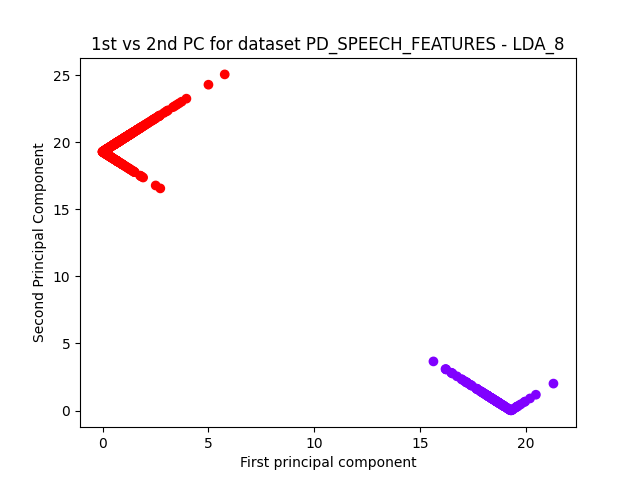 1st vs 2nd PC for dataset PD_SPEECH_FEATURES - LDA_8
25
20
15
10
5
0
Second Principal Component
0 5 10 15 20
First principal component